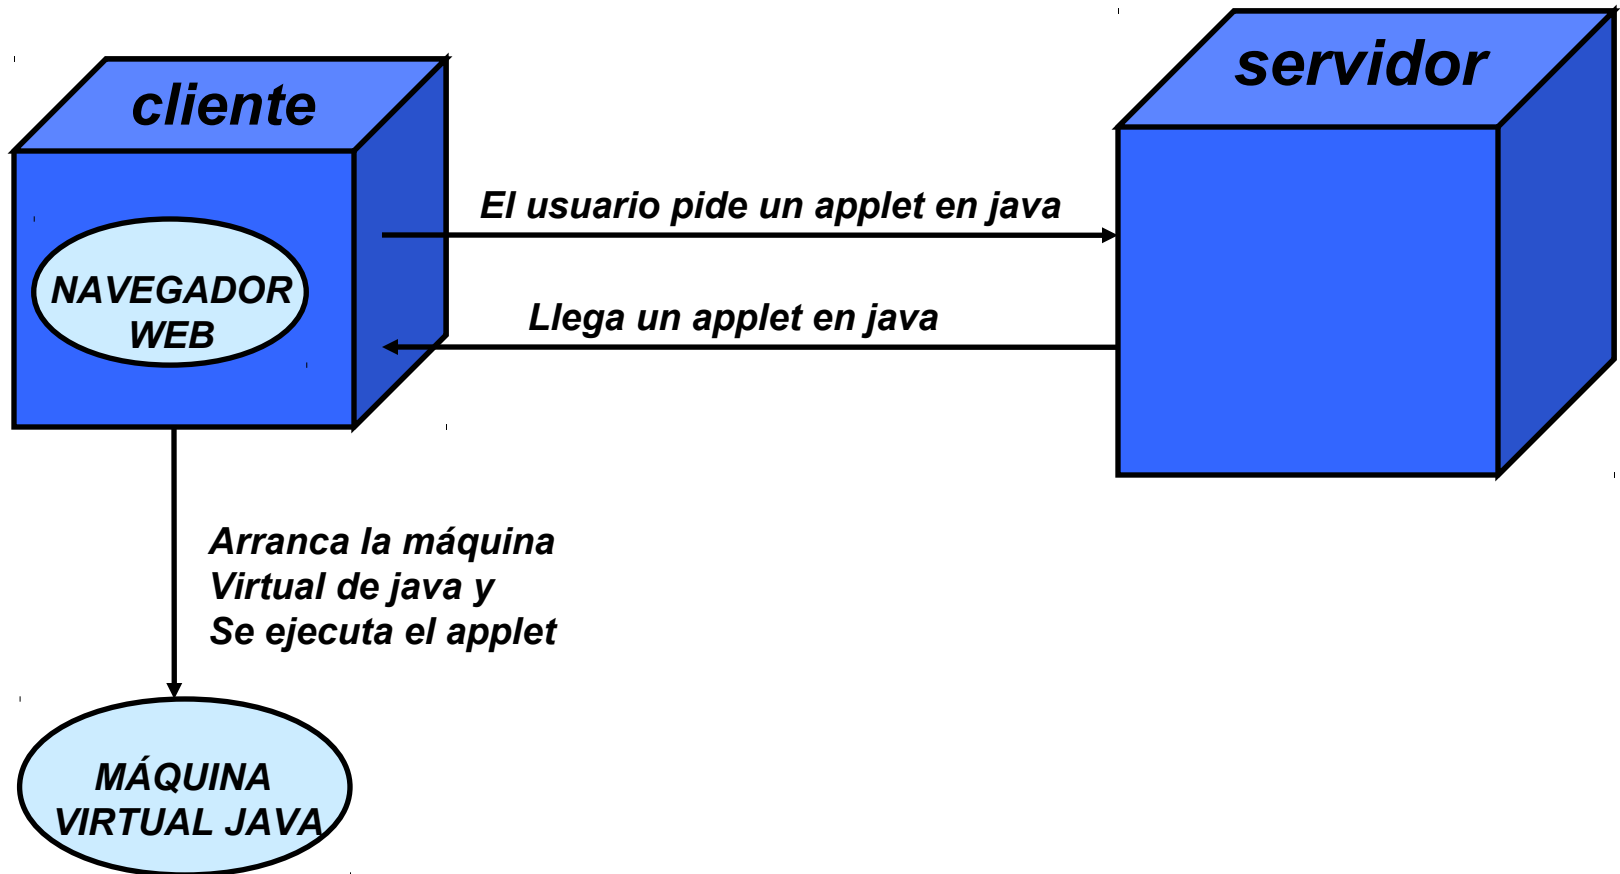 cliente
servidor
El usuario pide un applet en java
NAVEGADOR
WEB
Llega un applet en java
Arranca la máquina
Virtual de java y
Se ejecuta el applet
MÁQUINA
VIRTUAL JAVA